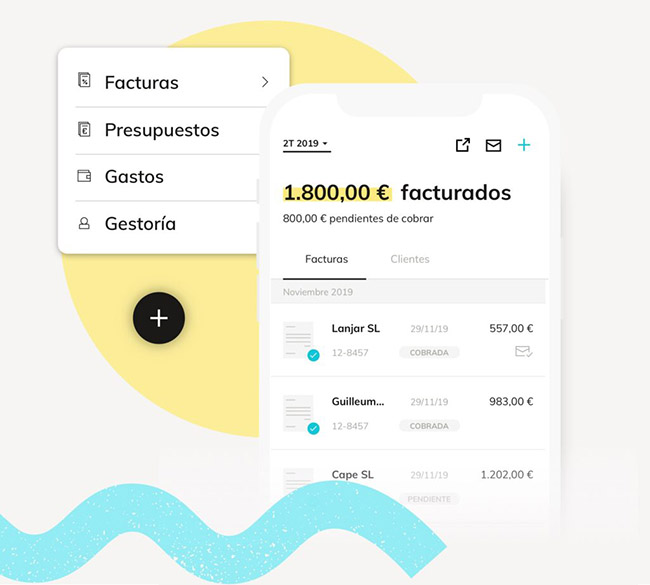 Facturas
Presupuestos
Gastos
Gestoría
2T 2019
1.800,00 € facturados
800,00 € pendientes de cobrar
Facturas Clientes
Noviembre 2019
Lanjar SL 29/11/19 557,00 €
12-8457 COBRADA
Guilleum... 29/11/19 983,00 €
12-8457 COBRADA
Cape SL 29/11/19 1.202,00 €
PENDIENTE